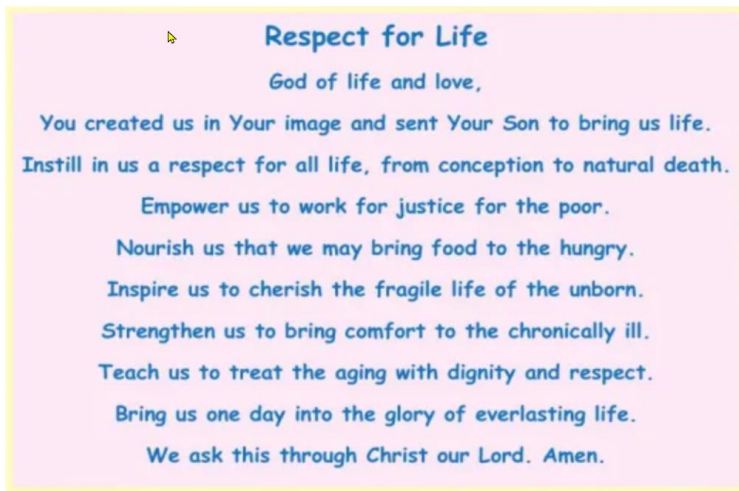 Respect for Life
God of life and love,
You created us in Your image and sent Your Son to bring us life.
Instill in us a respect for all life, from conception to natural death.
Empower us to work for justice for the poor.
Nourish us that we may bring food to the hungry.
Inspire us to cherish the fragile life of the unborn.
Strengthen us to bring comfort to the chronically ill.
Teach us to treat the aging with dignity and respect.
Bring us one day into the glory of everlasting life.
We ask this through Christ our Lord. Amen.